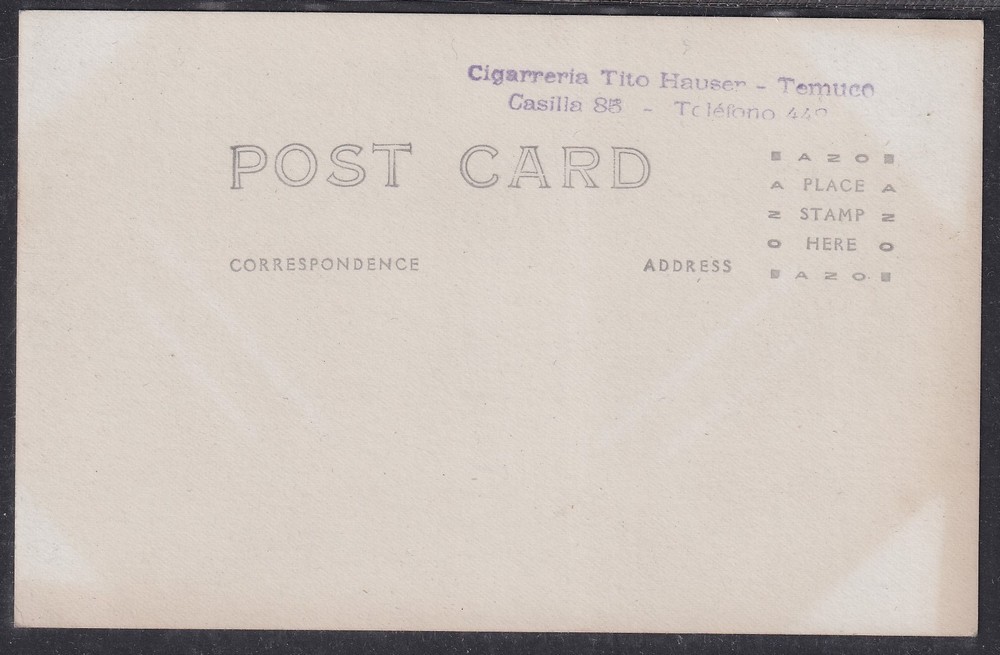 Cigarreria Tito Hauser - Temuco
Casilla 85 - Teléfono
POST CARD
AZO
A PLACE A
Z STAMP Z
O HERE O
AZO
CORRESPONDENCE ADDRESS